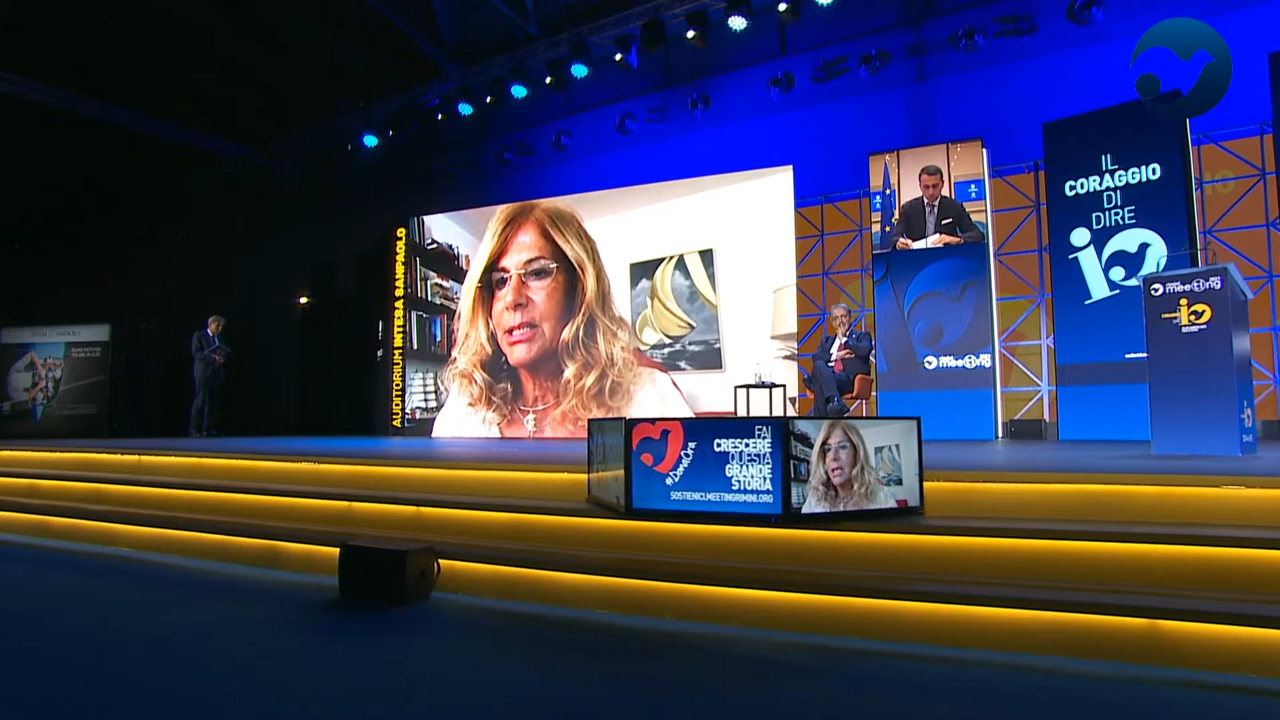 AUDITORIUM INTESA SANPAOLO
IL
CORAGGIO
DI
DIRE
io
meeting
meeting
io
FAI
CRESCERE
QUESTA
GRANDE
STORIA
#DonaOra
SOSTIENICI.MEETINGRIMINI.ORG